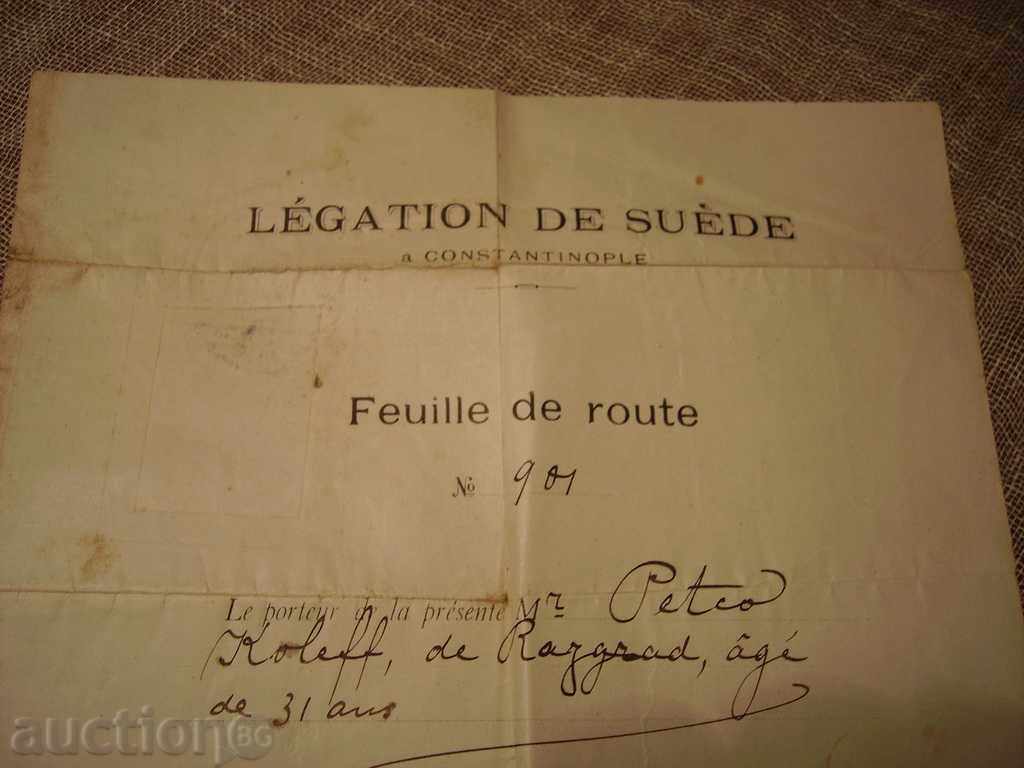 LÉGATION DE SUÈDE
a CONSTANTINOPLE
Feuille de route
No 901
Le porteur de la présente Mr Petco
Koleff, de Razgrad, âgé
de 31 ans
auction BG